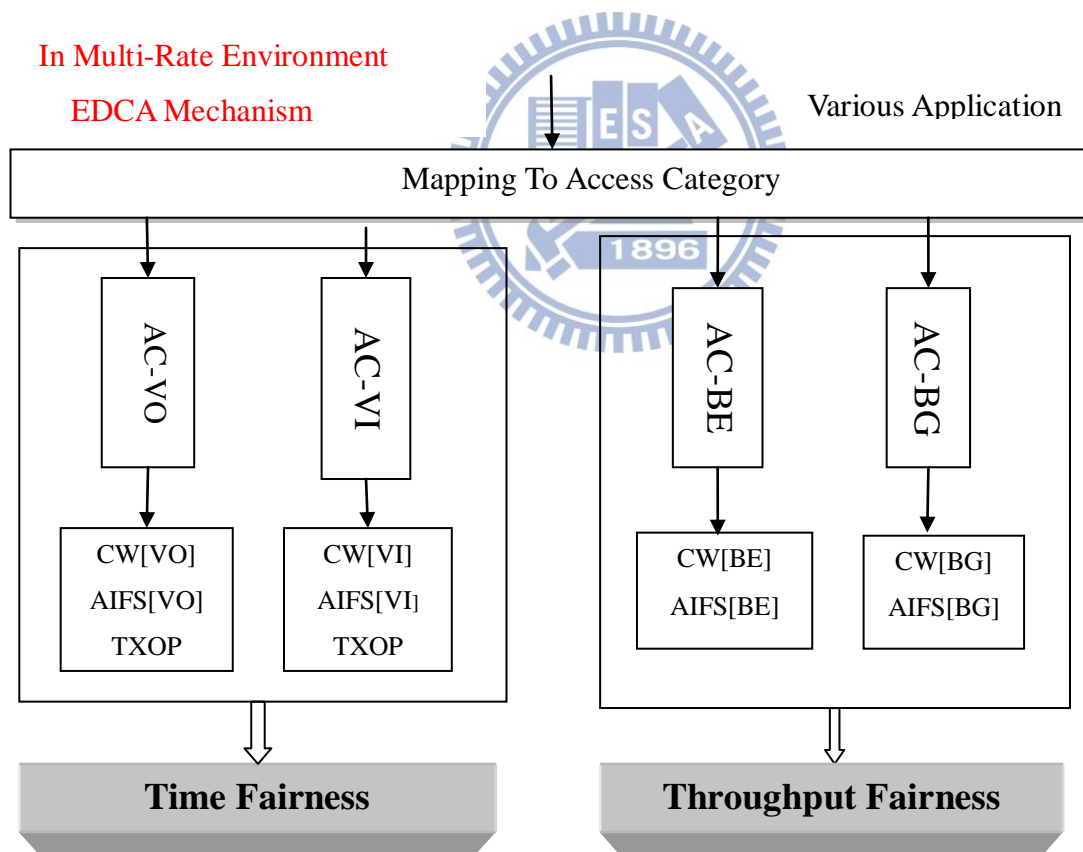 In Multi-Rate Environment
EDCA Mechanism
Various Application
ESA
Mapping To Access Category
1896
AC-VO
AC-VI
AC-BE
AC-BG
CW[VO]
AIFS[VO]
TXOP
CW[VI]
AIFS[VI]
TXOP
CW[BE]
AIFS[BE]
CW[BG]
AIFS[BG]
Time Fairness
Throughput Fairness